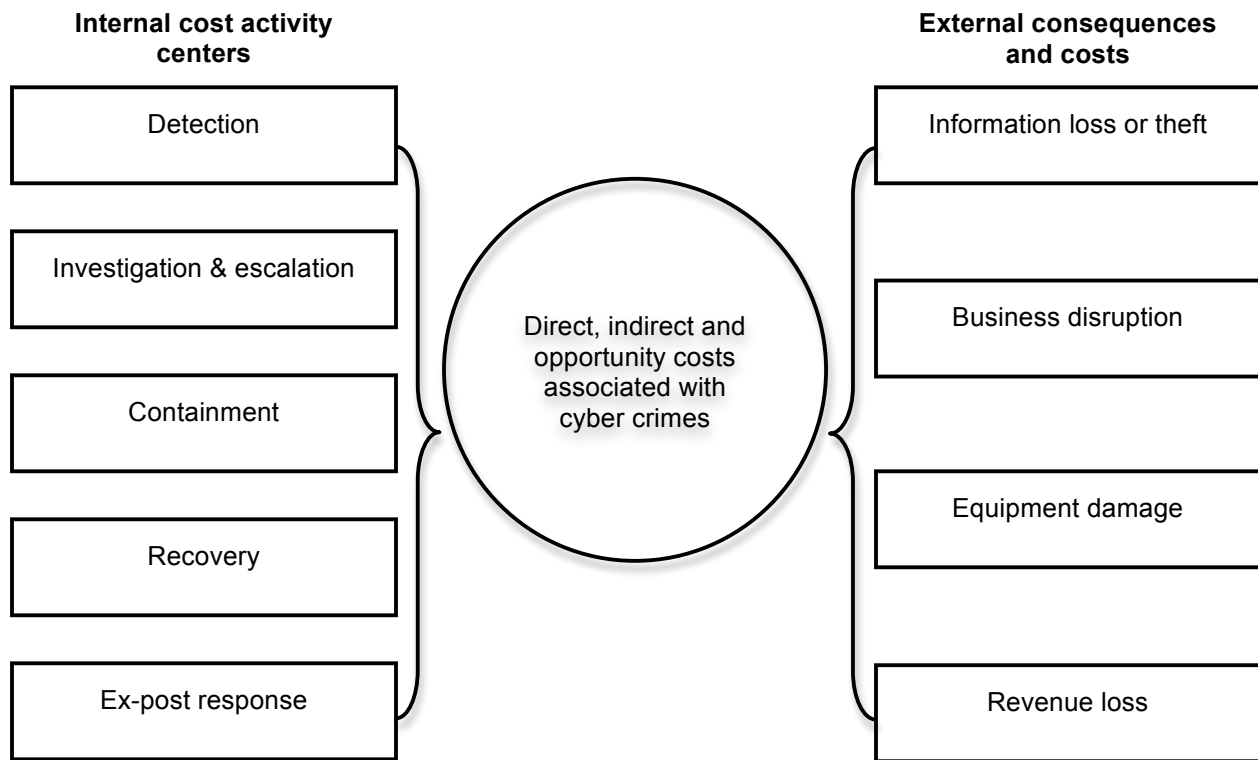 Internal cost activity
centers
Detection
Investigation & escalation
Containment
Recovery
Ex-post response
Direct, indirect and
opportunity costs
associated with
cyber crimes
External consequences
and costs
Information loss or theft
Business disruption
Equipment damage
Revenue loss